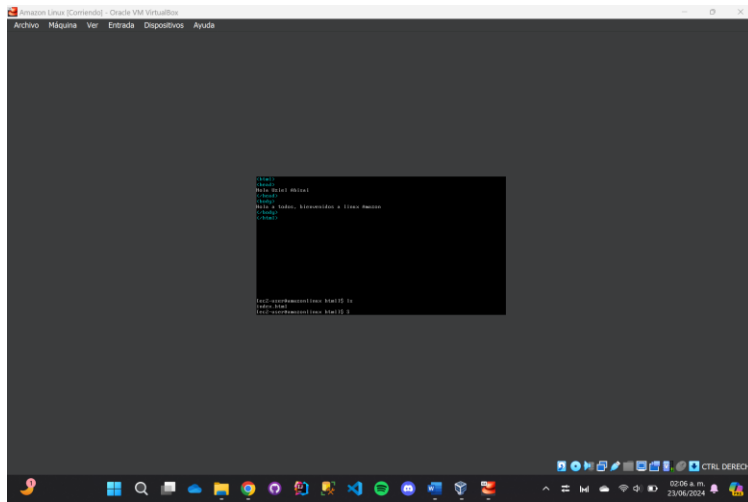 Amazon Linux [Corriendo] - Oracle VM VirtualBox
Archivo Máquina Ver Entrada Dispositivos Ayuda
<html>
<head>
Hola Uziel Abisai
</head>
<body>
Hola a todos, bienvenidos a linux Amazon
</body>
</html>
[ec2-user@amazonlinux html]$ ls
index.html
[ec2-user@amazonlinux html]$
CTRL DERECH
02:06 a. m.
23/06/2024